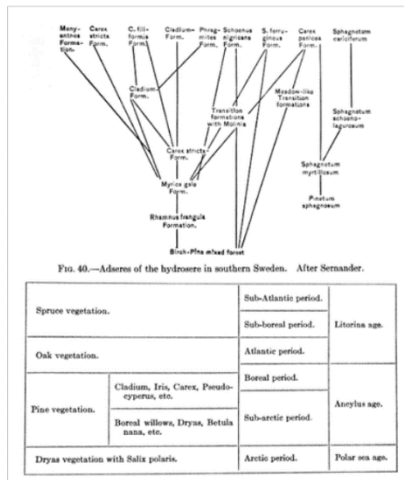 Meny- Carex C. fili- Cladium- Phrag- Schoenus S. ferru- Carex Sphagnetum
anthes stricta formis Form. mites nigricans gineus panicea cariciferum
Forma- Form. Form. Form. Form. Form. Form.
tion.
Cladium
Form.
Meadow-like
Transition
formations
Transition
formations
with Molinia
Sphagnetum
schoeno-
lagurosum
Carex stricta-
Form.
Sphagnetum
myrtillosum
Myrica gale
Form.
Pinetum
sphagnosum
Rhamnus frangula
Formation.
Birch-Pine mixed forest
FIG. 40.—Adseres of the hydrosere in southern Sweden. After Sernander.
Spruce vegetation.
Sub-Atlantic period.
Sub-boreal period.
Litorina age.
Oak vegetation.
Atlantic period.
Pine vegetation.
Cladium, Iris, Carex, Pseudo-
cyperus, etc.
Boreal period.
Boreal willows, Dryas, Betula
nana, etc.
Sub-arctic period.
Ancylus age.
Dryas vegetation with Salix polaris.
Arctic period.
Polar sea age.